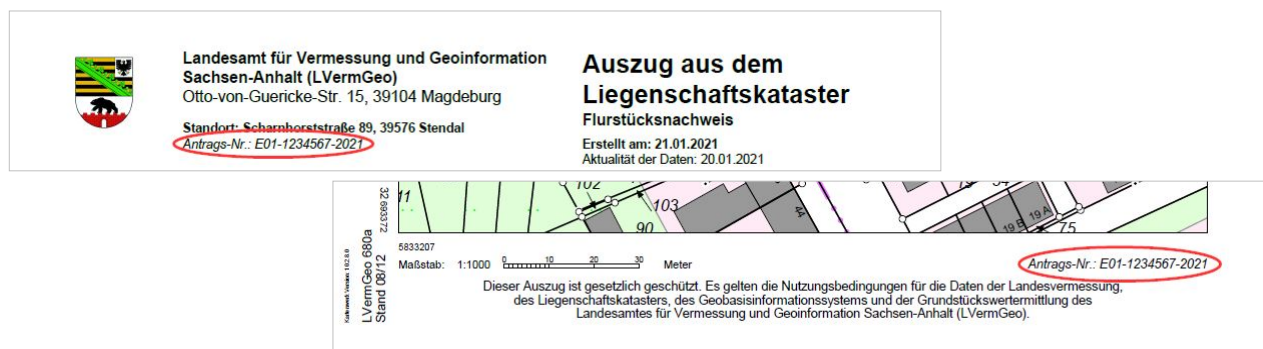 Landesamt für Vermessung und Geoinformation
Sachsen-Anhalt (LVermGeo)
Otto-von-Guericke-Str. 15, 39104 Magdeburg
Standort: Scharnhorststraße 89, 39576 Stendal
Antrags-Nr.: E01-1234567-2021
Auszug aus dem
Liegenschaftskataster
Flurstücksnachweis
Erstellt am: 21.01.2021
Aktualität der Daten: 20.01.2021
32 693372
11
102
103
90
44
19 B
19 A
75
5833207
Maßstab: 1:1000
0 10 20 30 Meter
Antrags-Nr.: E01-1234567-2021
LVermGeo 680a
Stand 08/12
Dieser Auszug ist gesetzlich geschützt. Es gelten die Nutzungsbedingungen für die Daten der Landesvermessung,
des Liegenschaftskatasters, des Geobasisinformationssystems und der Grundstückswertermittlung des
Landesamtes für Vermessung und Geoinformation Sachsen-Anhalt (LVermGeo).